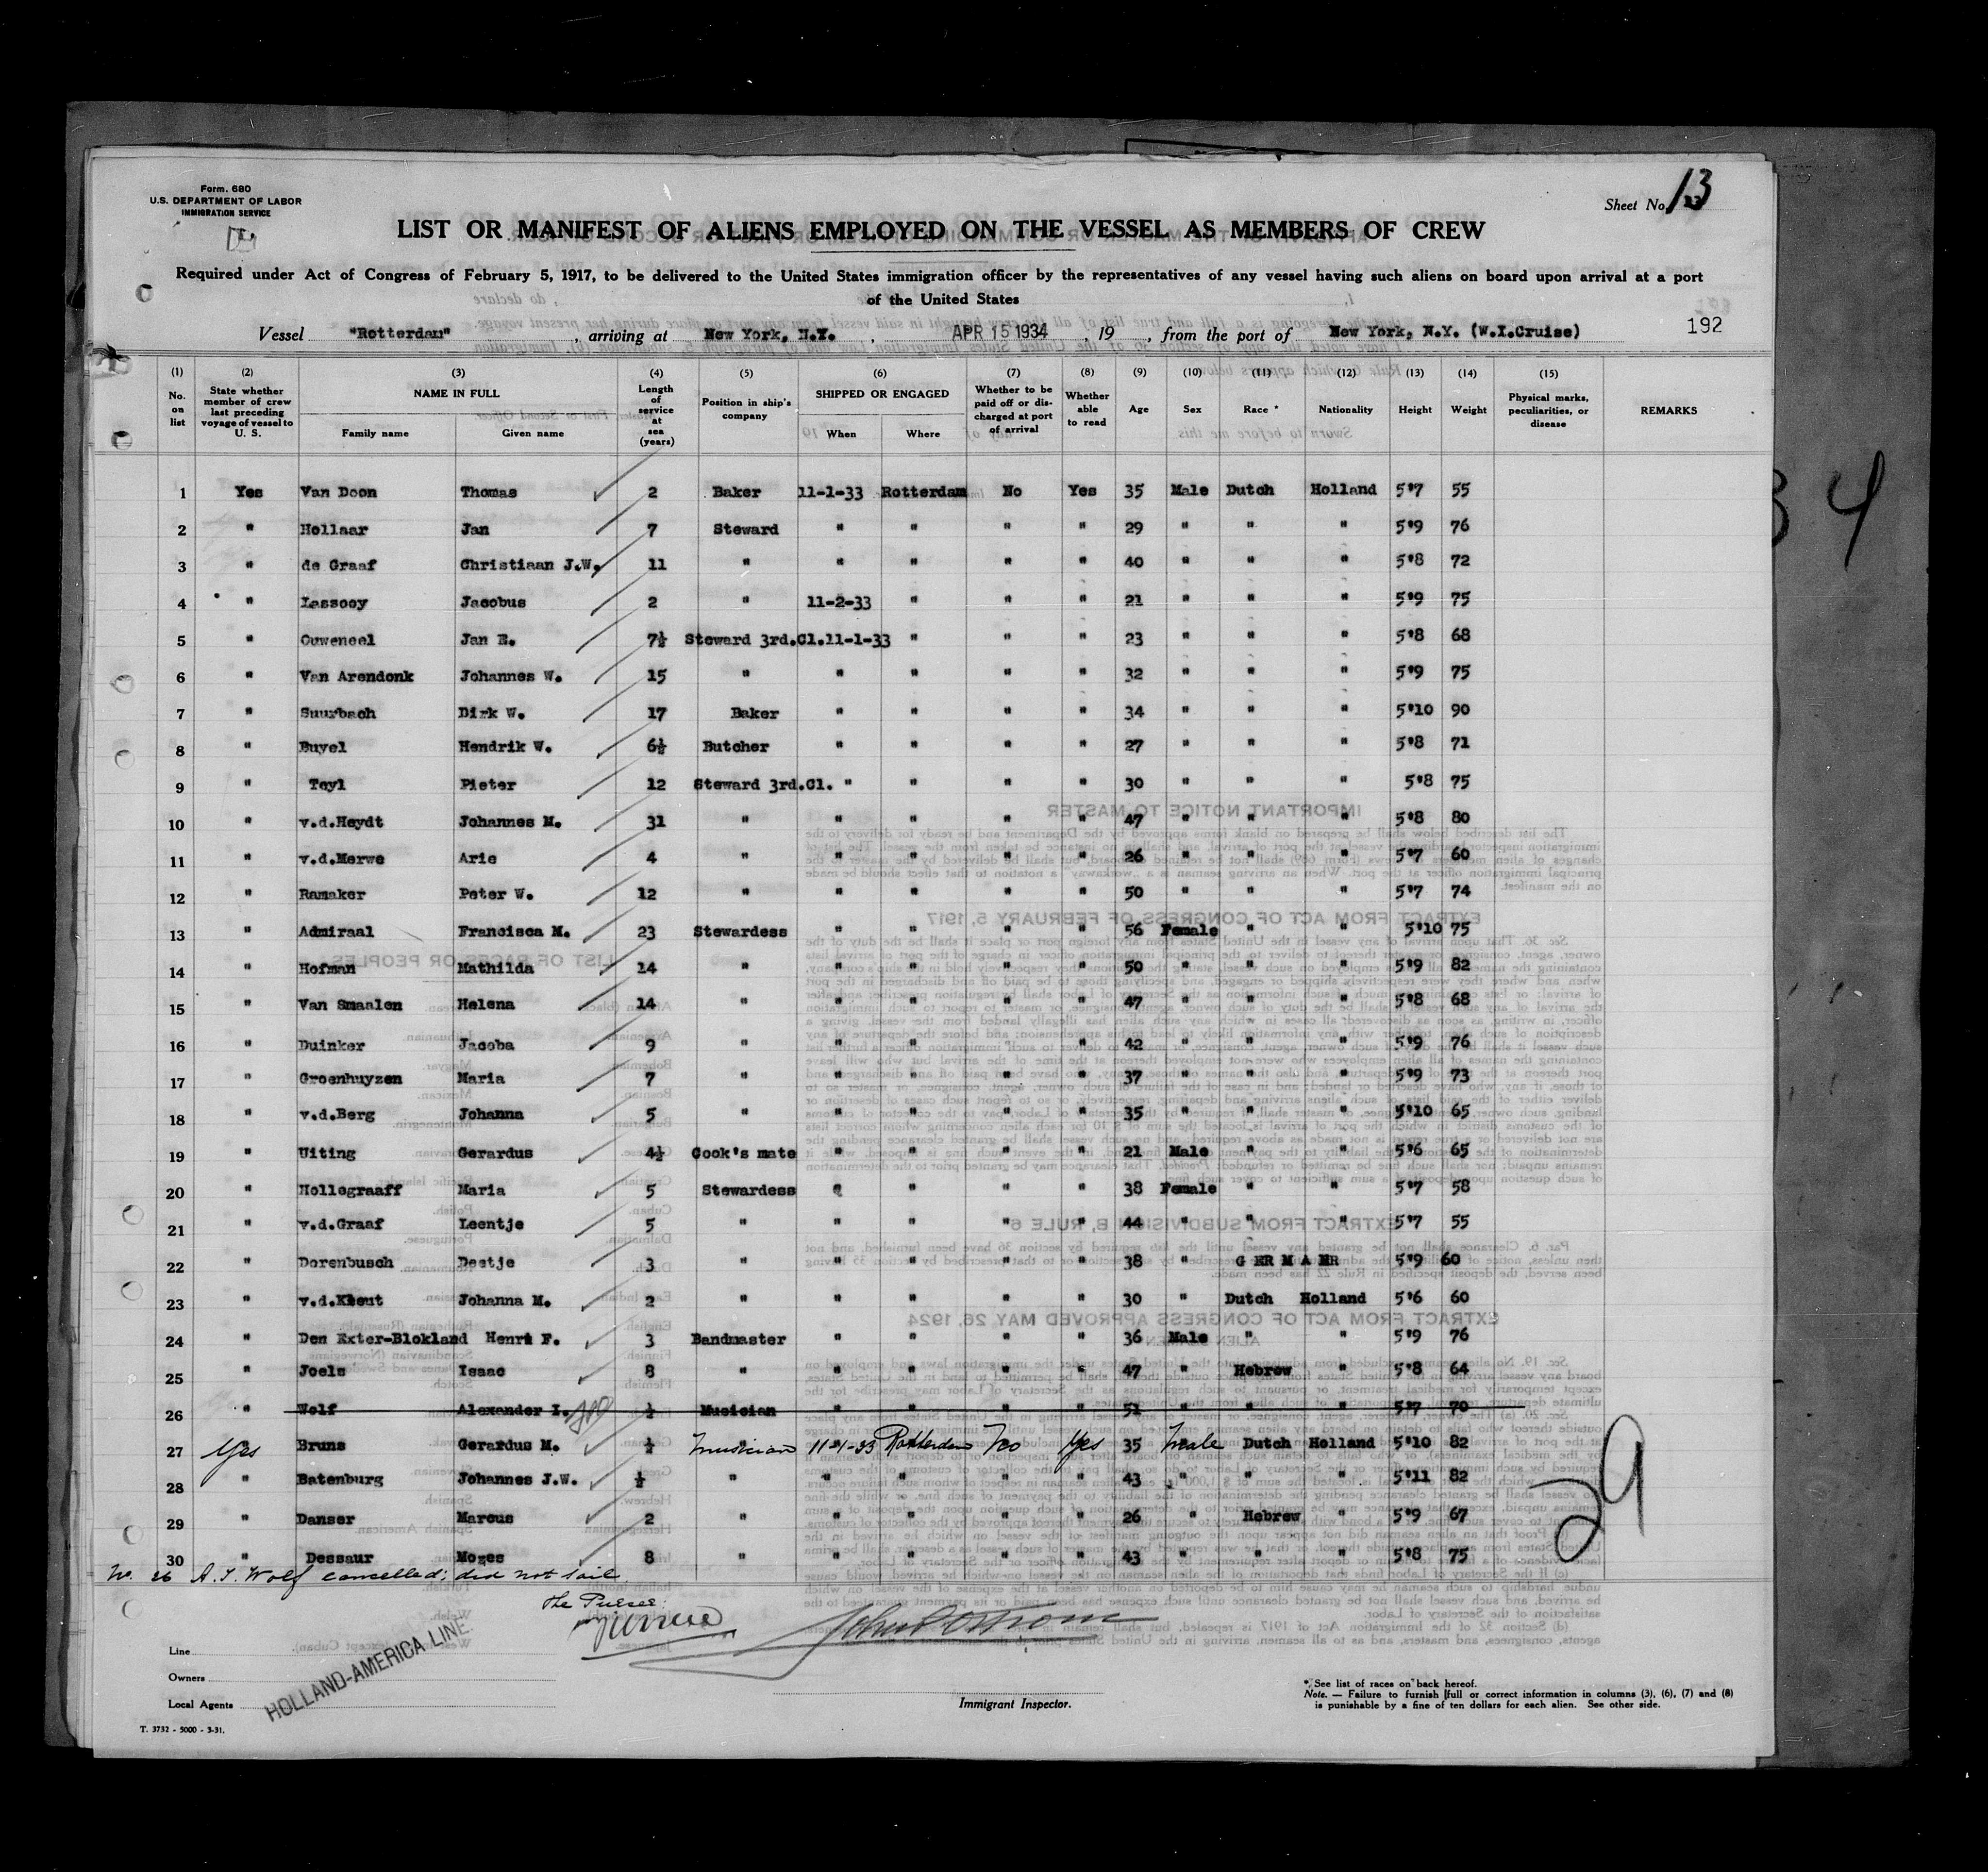 Form. 680
U.S. DEPARTMENT OF LABOR
IMMIGRATION SERVICE
Sheet No. 13
LIST OR MANIFEST OF ALIENS EMPLOYED ON THE VESSEL AS MEMBERS OF CREW
Required under Act of Congress of February 5, 1917, to be delivered to the United States immigration officer by the representatives of any vessel having such aliens on board upon arrival at a port
of the United States
Vessel "Rotterdam" , arriving at New York, N.Y. , APR 15 1934 , 19 , from the port of New York, N.Y. (W.I.Cruise) 192
(1) No. on list (2) State whether member of crew last preceding voyage of vessel to U. S. (3) NAME IN FULL Family name Given name (4) Length of service at sea (years) (5) Position in ship's company (6) SHIPPED OR ENGAGED When Where (7) Whether to be paid off or dis-charged at port of arrival (8) Whether able to read (9) Age (10) Sex (11) Race * (12) Nationality (13) Height (14) Weight (15) Physical marks, peculiarities, or disease REMARKS
1 Yes Van Doon Thomas 2 Baker 11-1-33 Rotterdam No Yes 35 Male Dutch Holland 5'7 55
2 " Hollaar Jan 7 Steward " " " " 29 " " " 5'9 76
3 " de Graaf Christiaan J.W. 11 " " " " " 40 " " " 5'8 72
4 " Lassooy Jacobus 2 " 11-2-33 " " " 21 " " " 5'9 75
5 " Ouweneel Jan E. 7½ Steward 3rd.Cl. 11-1-33 " " " 23 " " " 5'8 68
6 " Van Arendonk Johannes W. 15 " " " " " 32 " " " 5'9 75
7 " Suurbach Dirk W. 17 Baker " " " " 34 " " " 5'10 90
8 " Buyel Hendrik W. 6½ Butcher " " " " 27 " " " 5'8 71
9 " Teyl Pieter 12 Steward 3rd.Cl. " " " " 30 " " " 5'8 75
10 " v.d.Heydt Johannes M. 31 " " " " " 47 " " " 5'8 80
11 " v.d.Merwe Arie 4 " " " " " 26 " " " 5'7 60
12 " Ramaker Peter W. 12 " " " " " 50 " " " 5'7 74
13 " Admiraal Francisca M. 23 Stewardess " " " " 56 Female " " 5'10 75
14 " Hofman Mathilda 14 " " " " " 50 " " " 5'9 82
15 " Van Smaalen Helena 14 " " " " " 47 " " " 5'8 68
16 " Duinker Jacoba 9 " " " " " 42 " " " 5'9 76
17 " Groenhuyzen Maria 7 " " " " " 37 " " " 5'9 73
18 " v.d.Berg Johanna 5 " " " " " 35 " " " 5'10 65
19 " Uiting Gerardus 4½ Cook's mate " " " " 21 Male " " 5'6 65
20 " Hollegraaff Maria 5 Stewardess " " " " 38 Female " " 5'7 58
21 " v.d.Graaf Leentje 5 " " " " " 44 " " " 5'7 55
22 " Dorenbusch Deetje 3 " " " " " 38 " G E R M A N 5'9 60
23 " v.d.Khout Johanna M. 2 " " " " " 30 " Dutch Holland 5'6 60
24 " Den Exter-Blokland Henri F. 3 Bandmaster " " " " 36 Male " " 5'9 76
25 " Joels Isaac 8 " " " " " 47 " Hebrew " 5'8 64
26 " Wolf Alexander I. ½ Musician " " " " 51 " " " 5'7 70
27 Yes Bruns Gerardus M. ½ Musician 11-1-33 Rotterdam No Yes 35 Male Dutch Holland 5'10 82
28 " Batenburg Johannes J.W. ½ " " " " " 43 " " " 5'11 82
29 " Danser Marcus 2 " " " " " 26 " Hebrew " 5'9 67
30 " Dessaur Mozes 8 " " " " " 43 " " " 5'8 75
No. 26 A. I. Wolf cancelled; did not sail.
29
The Purser:
Line
Owners
Local Agents
HOLLAND-AMERICA LINE
Immigrant Inspector.
* See list of races on back hereof.
Note. — Failure to furnish full or correct information in columns (3), (6), (7) and (8)
is punishable by a fine of ten dollars for each alien. See other side.
T. 3732 - 5000 - 3-31.